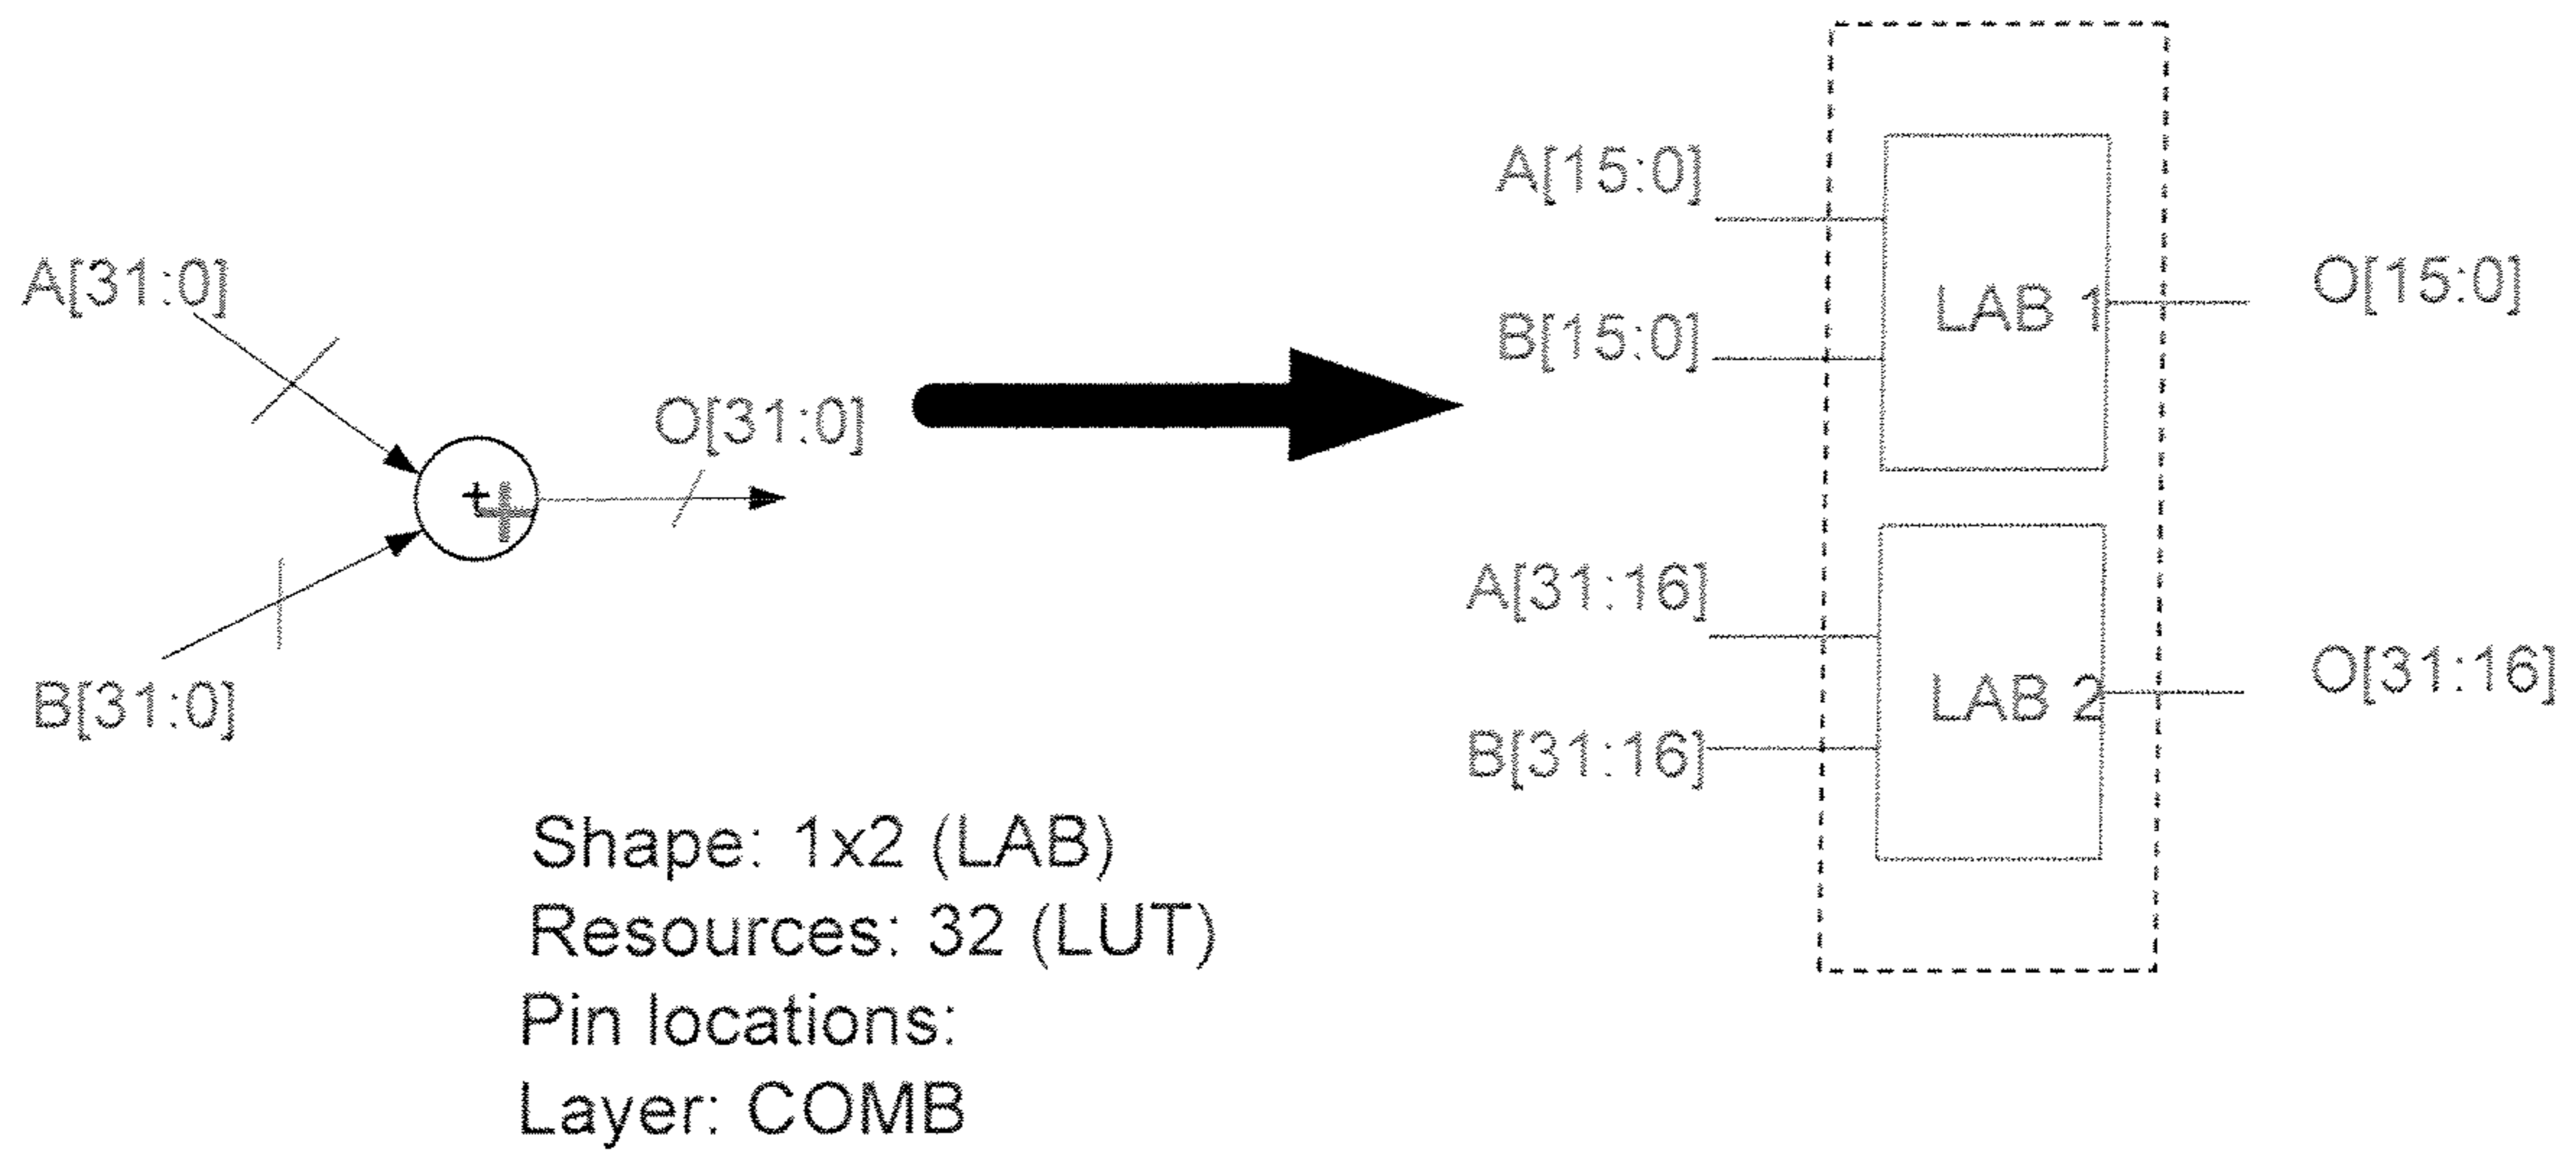 A[31:0]
B[31:0]
+
O[31:0]
Shape: 1x2 (LAB)
Resources: 32 (LUT)
Pin locations:
Layer: COMB
A[15:0]
B[15:0]
LAB 1
O[15:0]
A[31:16]
B[31:16]
LAB 2
O[31:16]